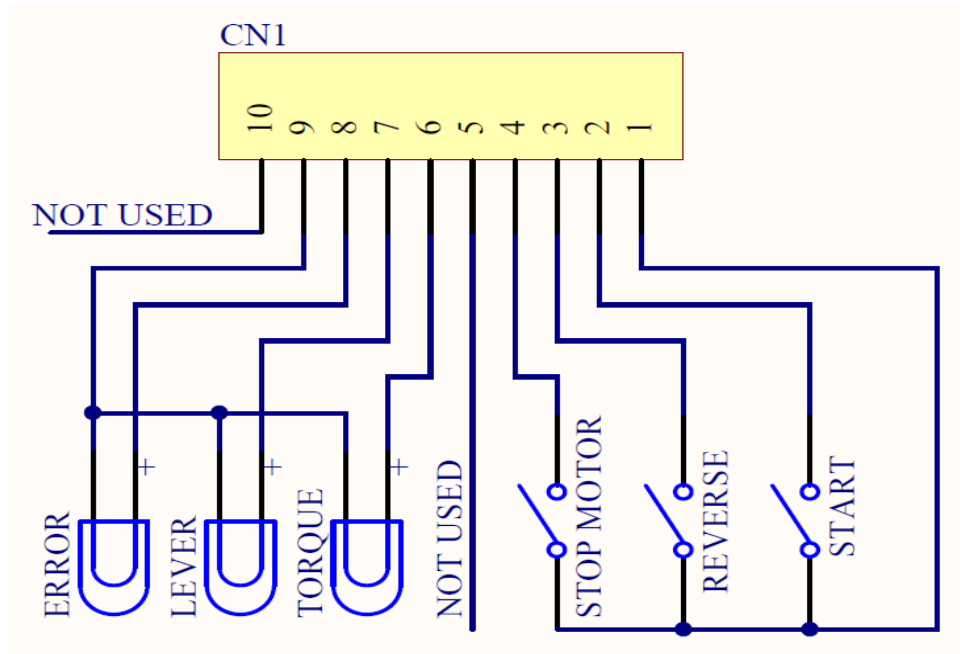 CN1
10 9 8 7 6 5 4 3 2 1
NOT USED
+ + +
ERROR
LEVER
TORQUE
NOT USED
STOP MOTOR
REVERSE
START